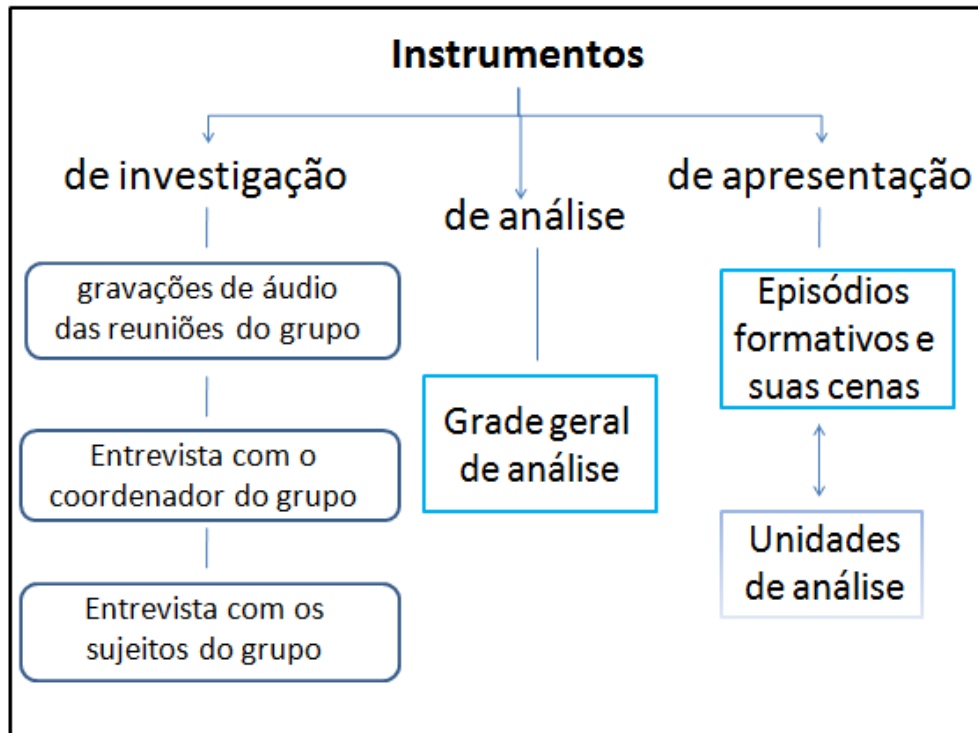 Instrumentos
de investigação
gravações de áudio
das reuniões do grupo
Entrevista com o
coordenador do grupo
Entrevista com os
sujeitos do grupo
de análise
Grade geral
de análise
de apresentação
Episódios
formativos e
suas cenas
Unidades
de análise